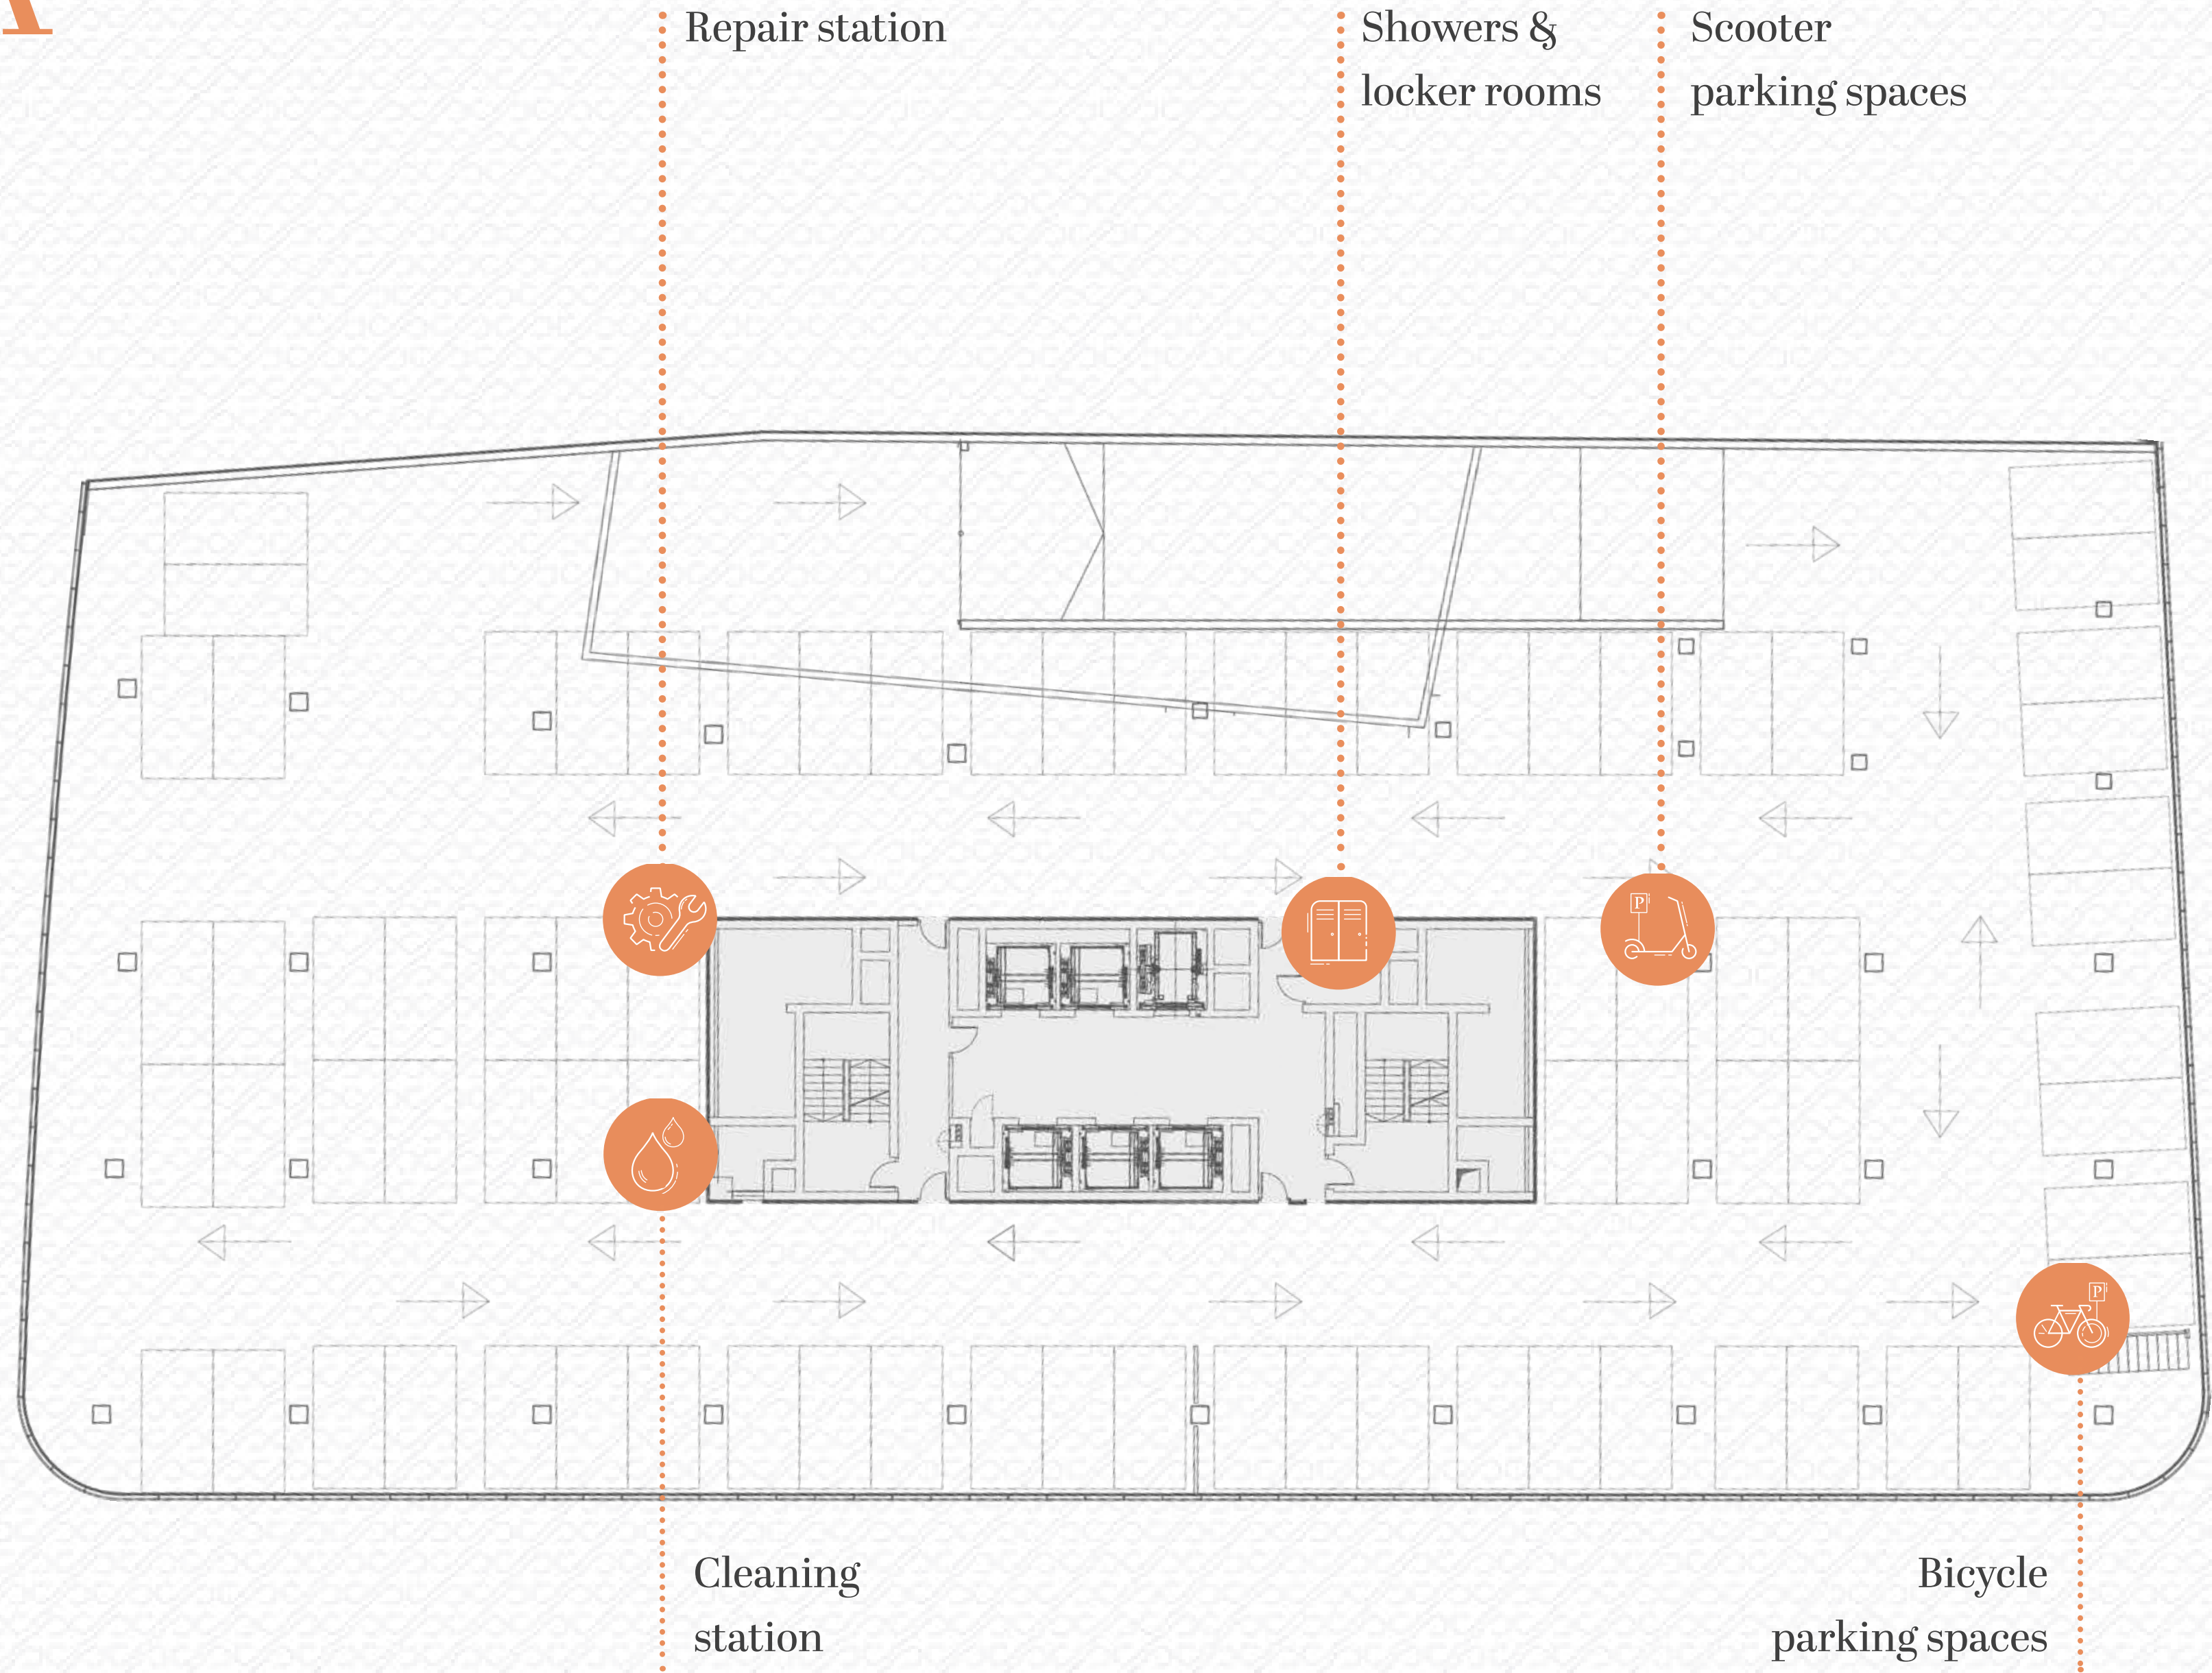 Repair station
Showers &
locker rooms
Scooter
parking spaces
P
P
Cleaning
station
Bicycle
parking spaces